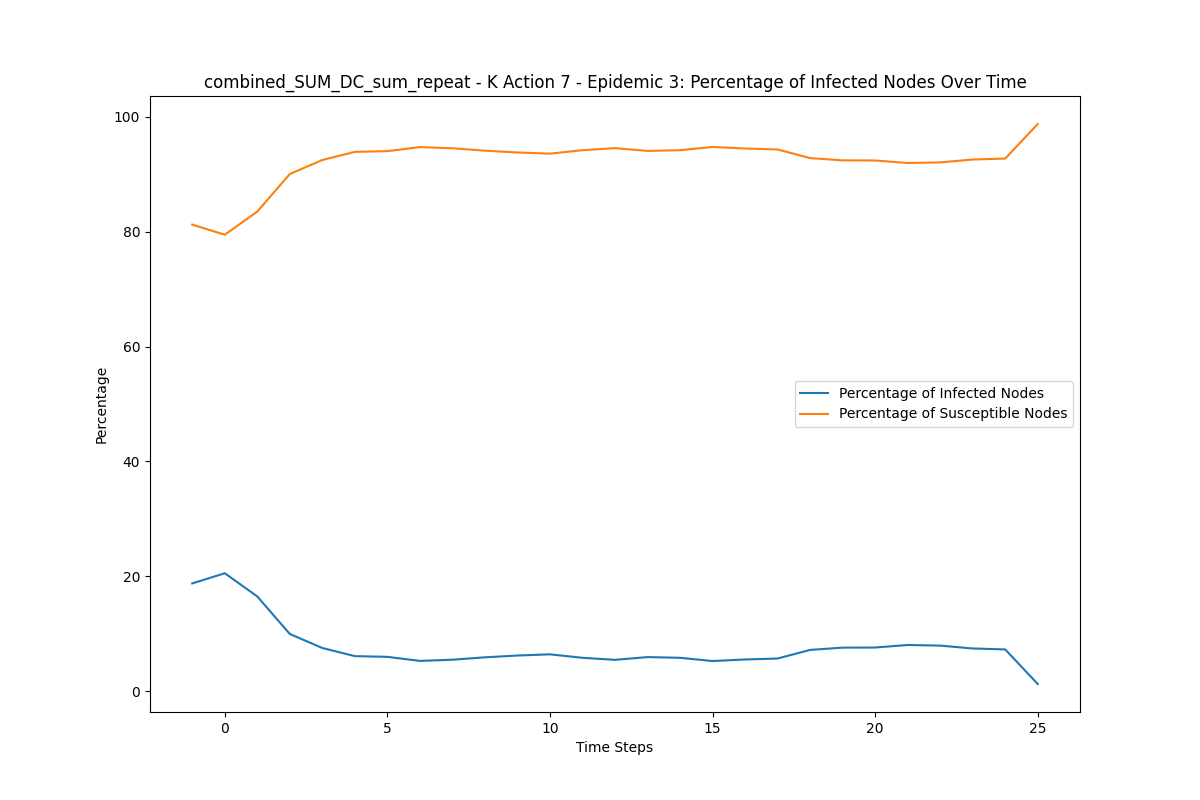 combined_SUM_DC_sum_repeat - K Action 7 - Epidemic 3: Percentage of Infected Nodes Over Time
100
80
60
40
20
0
Percentage
Percentage of Infected Nodes
Percentage of Susceptible Nodes
0 5 10 15 20 25
Time Steps